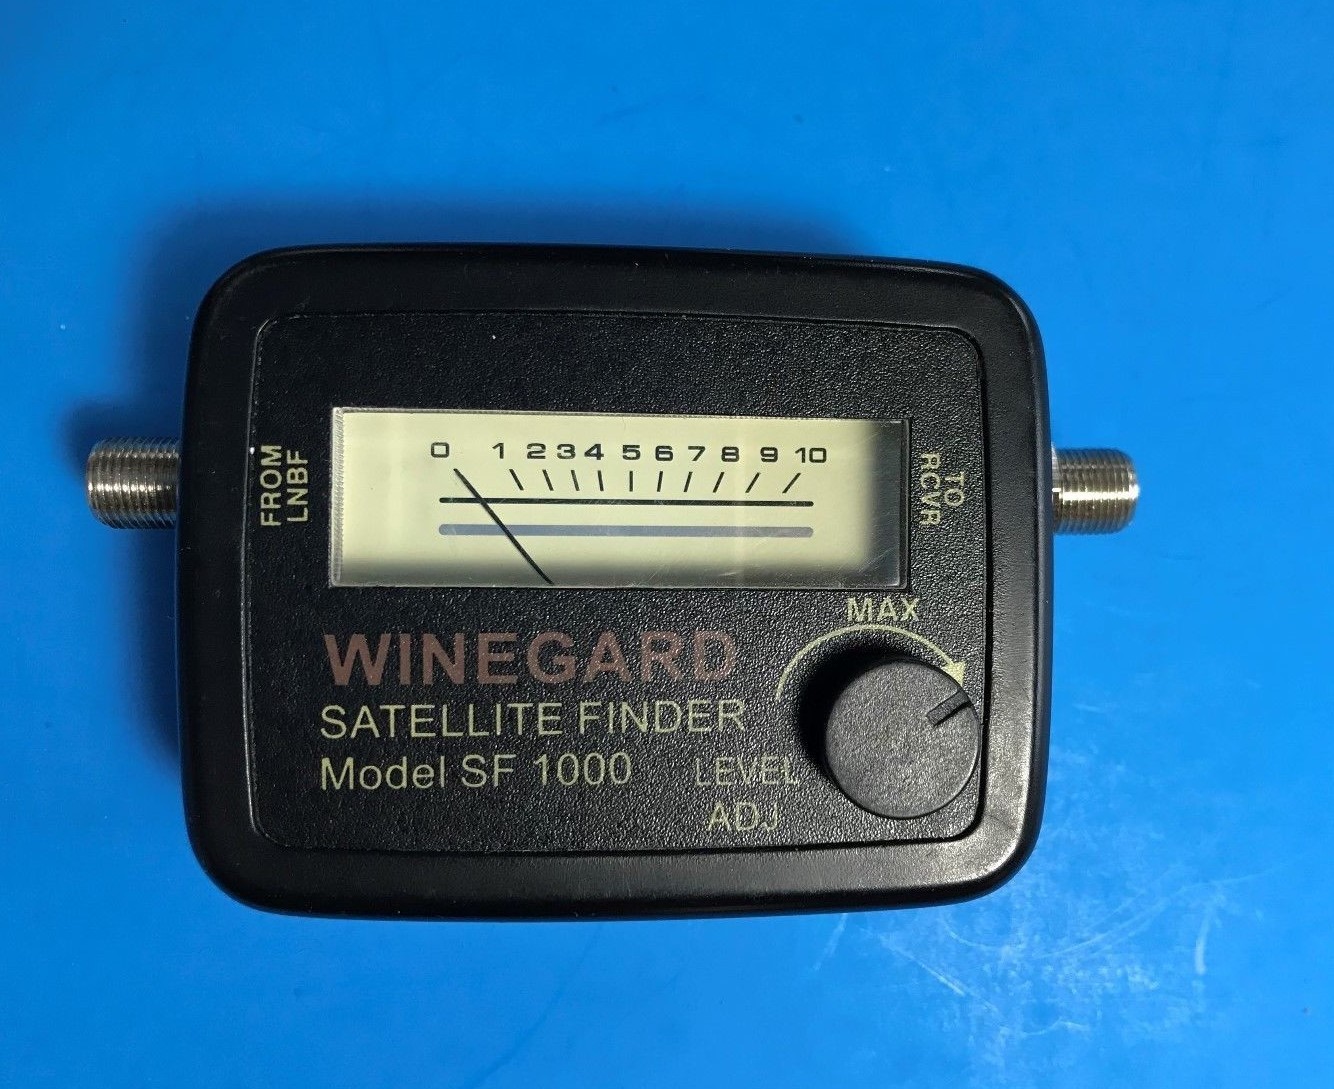 0 1 2 3 4 5 6 7 8 9 10
FROM
LNBF
TO
RCVR
MAX
WINEGARD
SATELLITE FINDER
Model SF 1000
LEVEL
ADJ